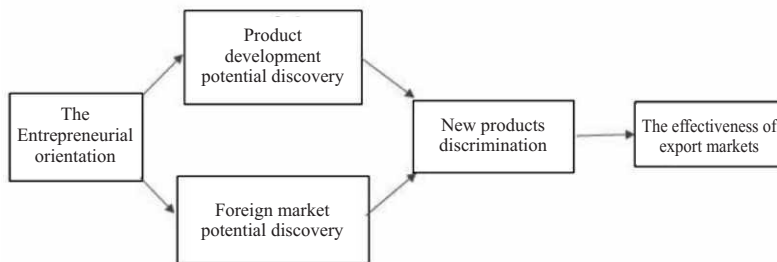 Product
development
potential discovery
The
Entrepreneurial
orientation
New products
discrimination
The effectiveness of
export markets
Foreign market
potential discovery